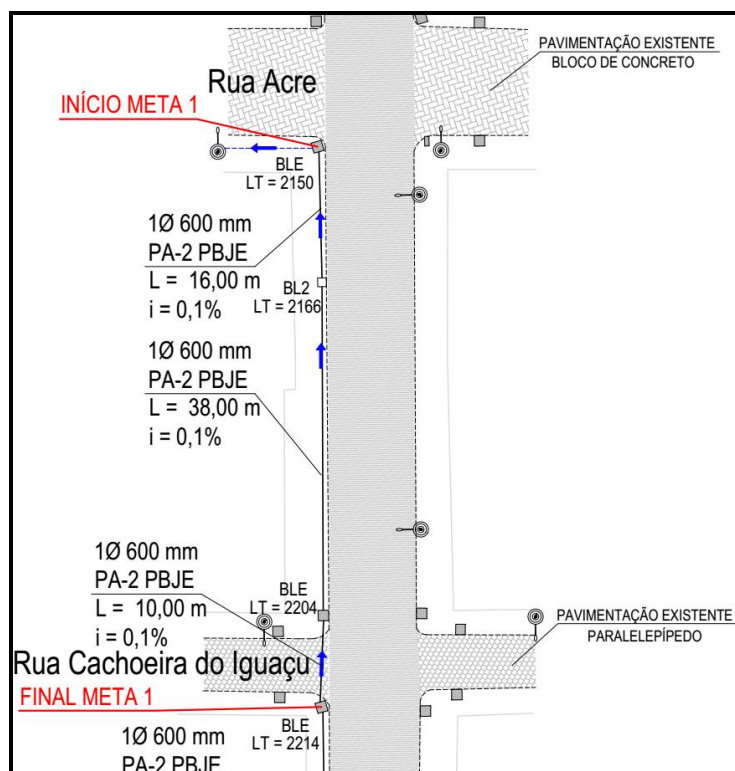 PAVIMENTAÇÃO EXISTENTE
BLOCO DE CONCRETO
Rua Acre
INÍCIO META 1
BLE
LT = 2150
1Ø 600 mm
PA-2 PBJE
L = 16,00 m
i = 0,1%
BL2
LT = 2166
1Ø 600 mm
PA-2 PBJE
L = 38,00 m
i = 0,1%
1Ø 600 mm
PA-2 PBJE
L = 10,00 m
i = 0,1%
BLE
LT = 2204
PAVIMENTAÇÃO EXISTENTE
PARALELEPÍPEDO
Rua Cachoeira do Iguaçu
FINAL META 1
BLE
LT = 2214
1Ø 600 mm
PA-2 PBJE